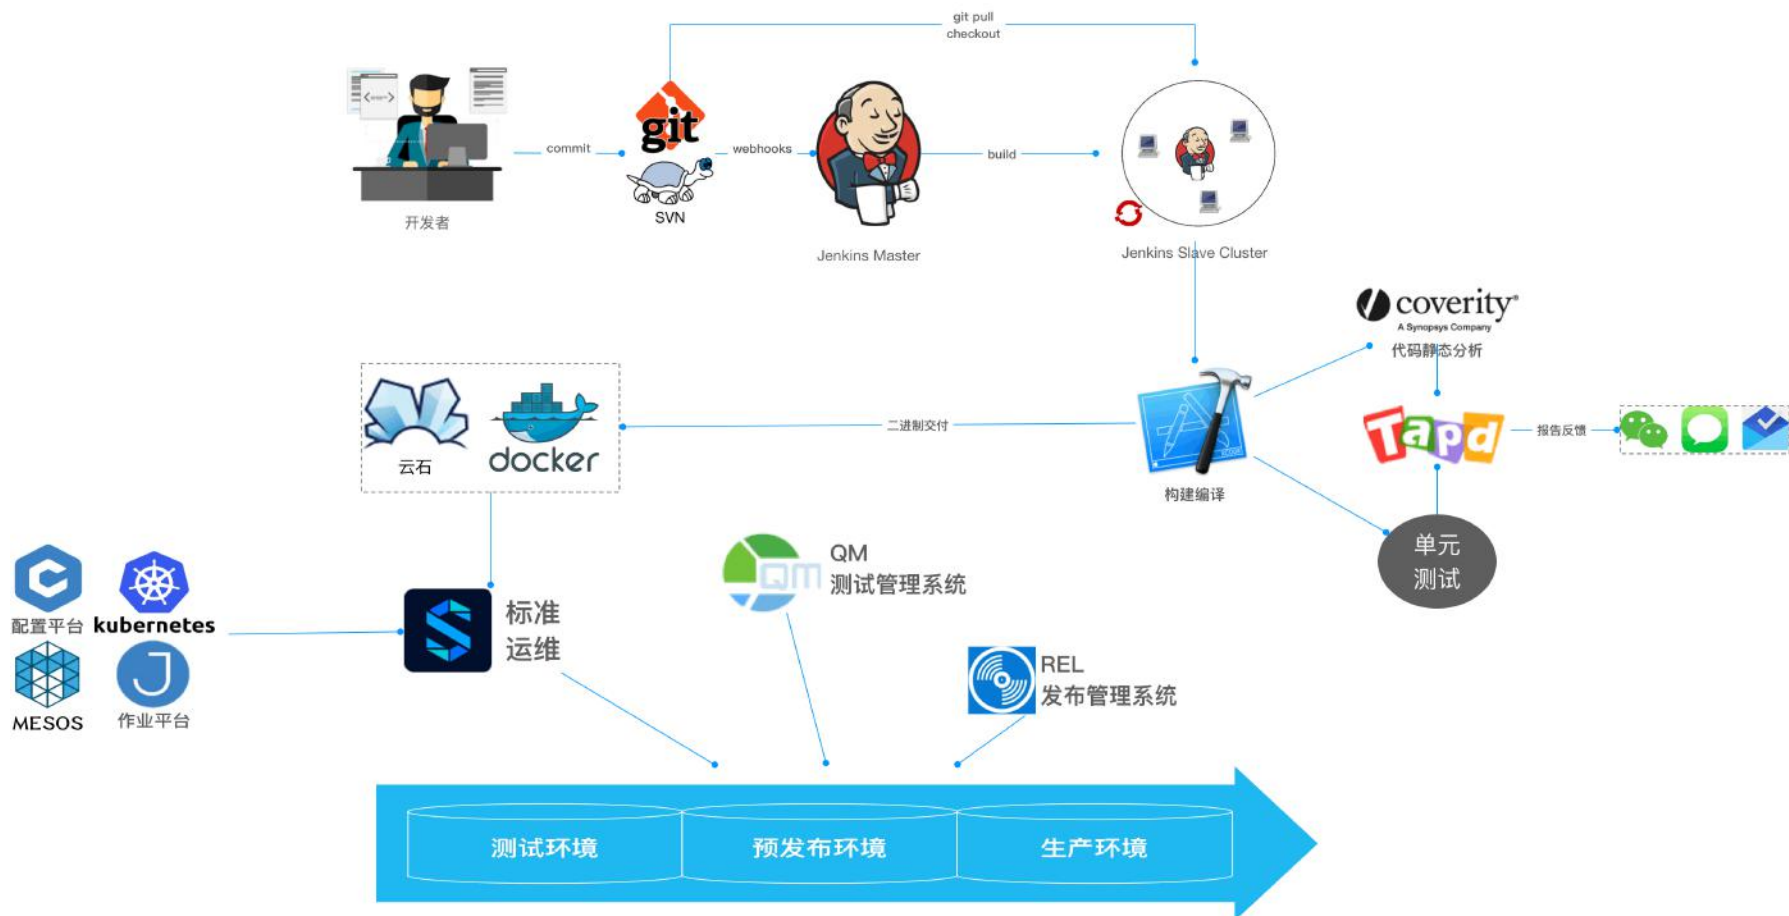 git pull
checkout
git
commit
webhooks
build
SVN
开发者
Jenkins Master
Jenkins Slave Cluster
coverity®
A Synopsys Company
代码静态分析
云石
docker
二进制交付
构建编译
Tapd
报告反馈
单元
测试
配置平台
kubernetes
MESOS
作业平台
标准
运维
Qm
QM
测试管理系统
REL
发布管理系统
测试环境
预发布环境
生产环境